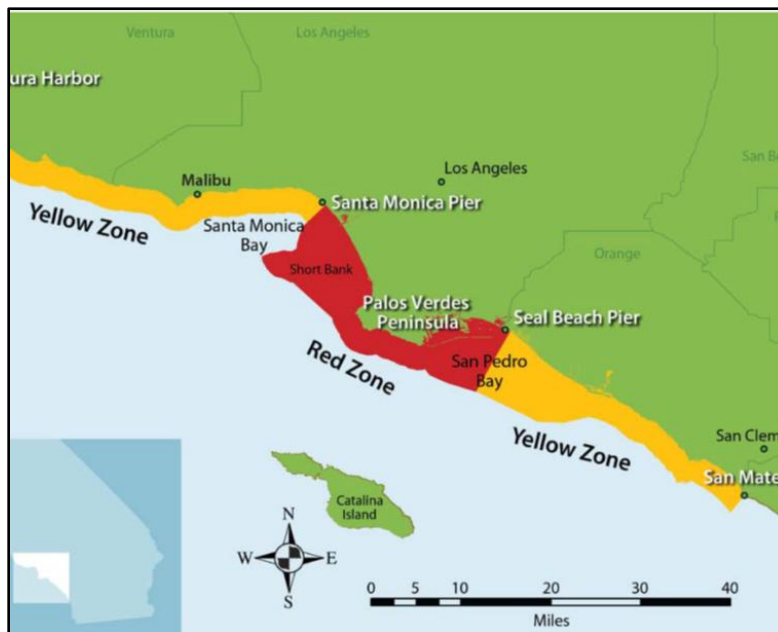 Ventura
Los Angeles
ura Harbor
Los Angeles
Malibu
Santa Monica Pier
Yellow Zone
Santa Monica
Bay
Short Bank
Orange
San B
Palos Verdes
Peninsula
Seal Beach Pier
Red Zone
San Pedro
Bay
Yellow Zone
San Clem
San Mate
Catalina
Island
N
W
E
S
0
5
10
20
30
40
Miles